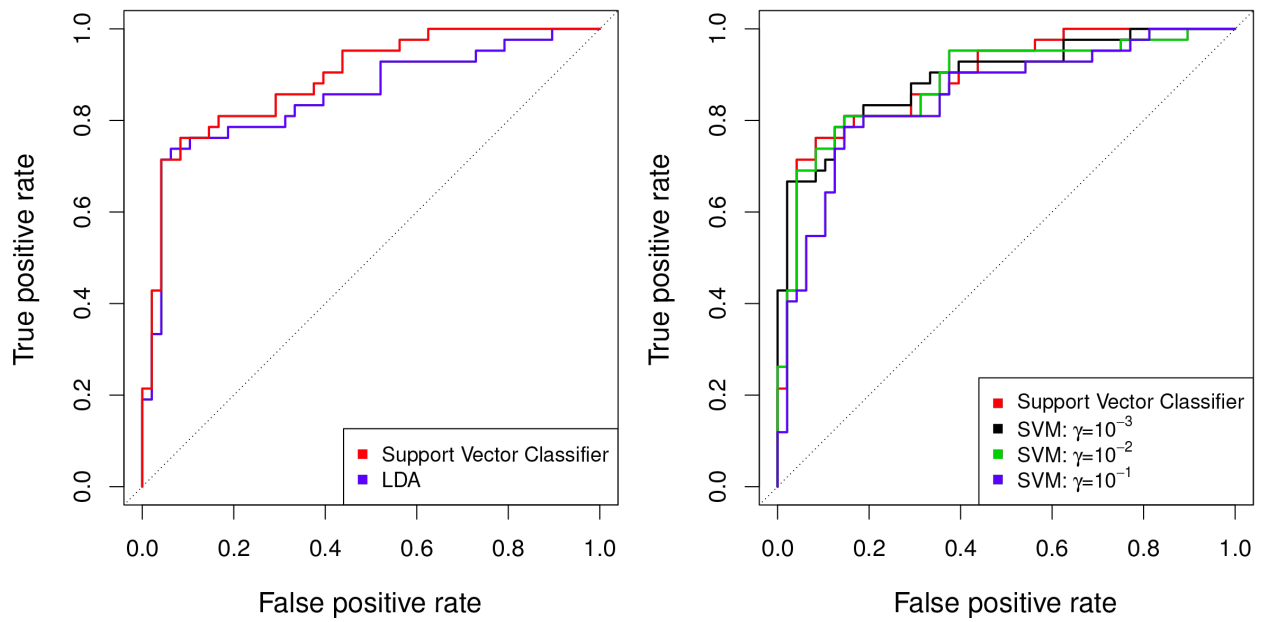 True positive rate
1.0
0.8
0.6
0.4
0.2
0.0
Support Vector Classifier
LDA
0.0 0.2 0.4 0.6 0.8 1.0
False positive rate
True positive rate
1.0
0.8
0.6
0.4
0.2
0.0
Support Vector Classifier
SVM: γ=10⁻³
SVM: γ=10⁻²
SVM: γ=10⁻¹
0.0 0.2 0.4 0.6 0.8 1.0
False positive rate